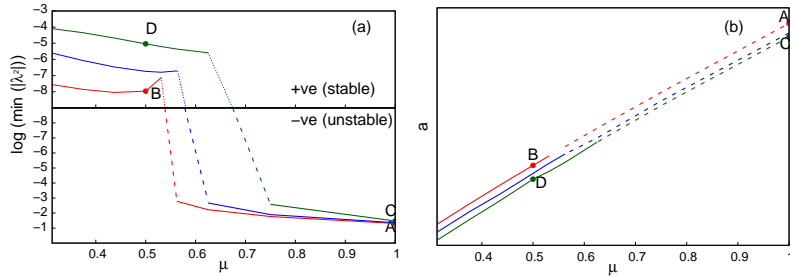 −3
(a)
−4
D
−5
−6
−7
−8
B
+ve (stable)
−8
−ve (unstable)
−7
−6
−5
−4
−3
−2
C
−1
A
0.4 0.5 0.6 0.7 0.8 0.9 1
μ
log (min (|λ²|))
(b)
A
C
B
D
a
0.4 0.5 0.6 0.7 0.8 0.9 1
μ